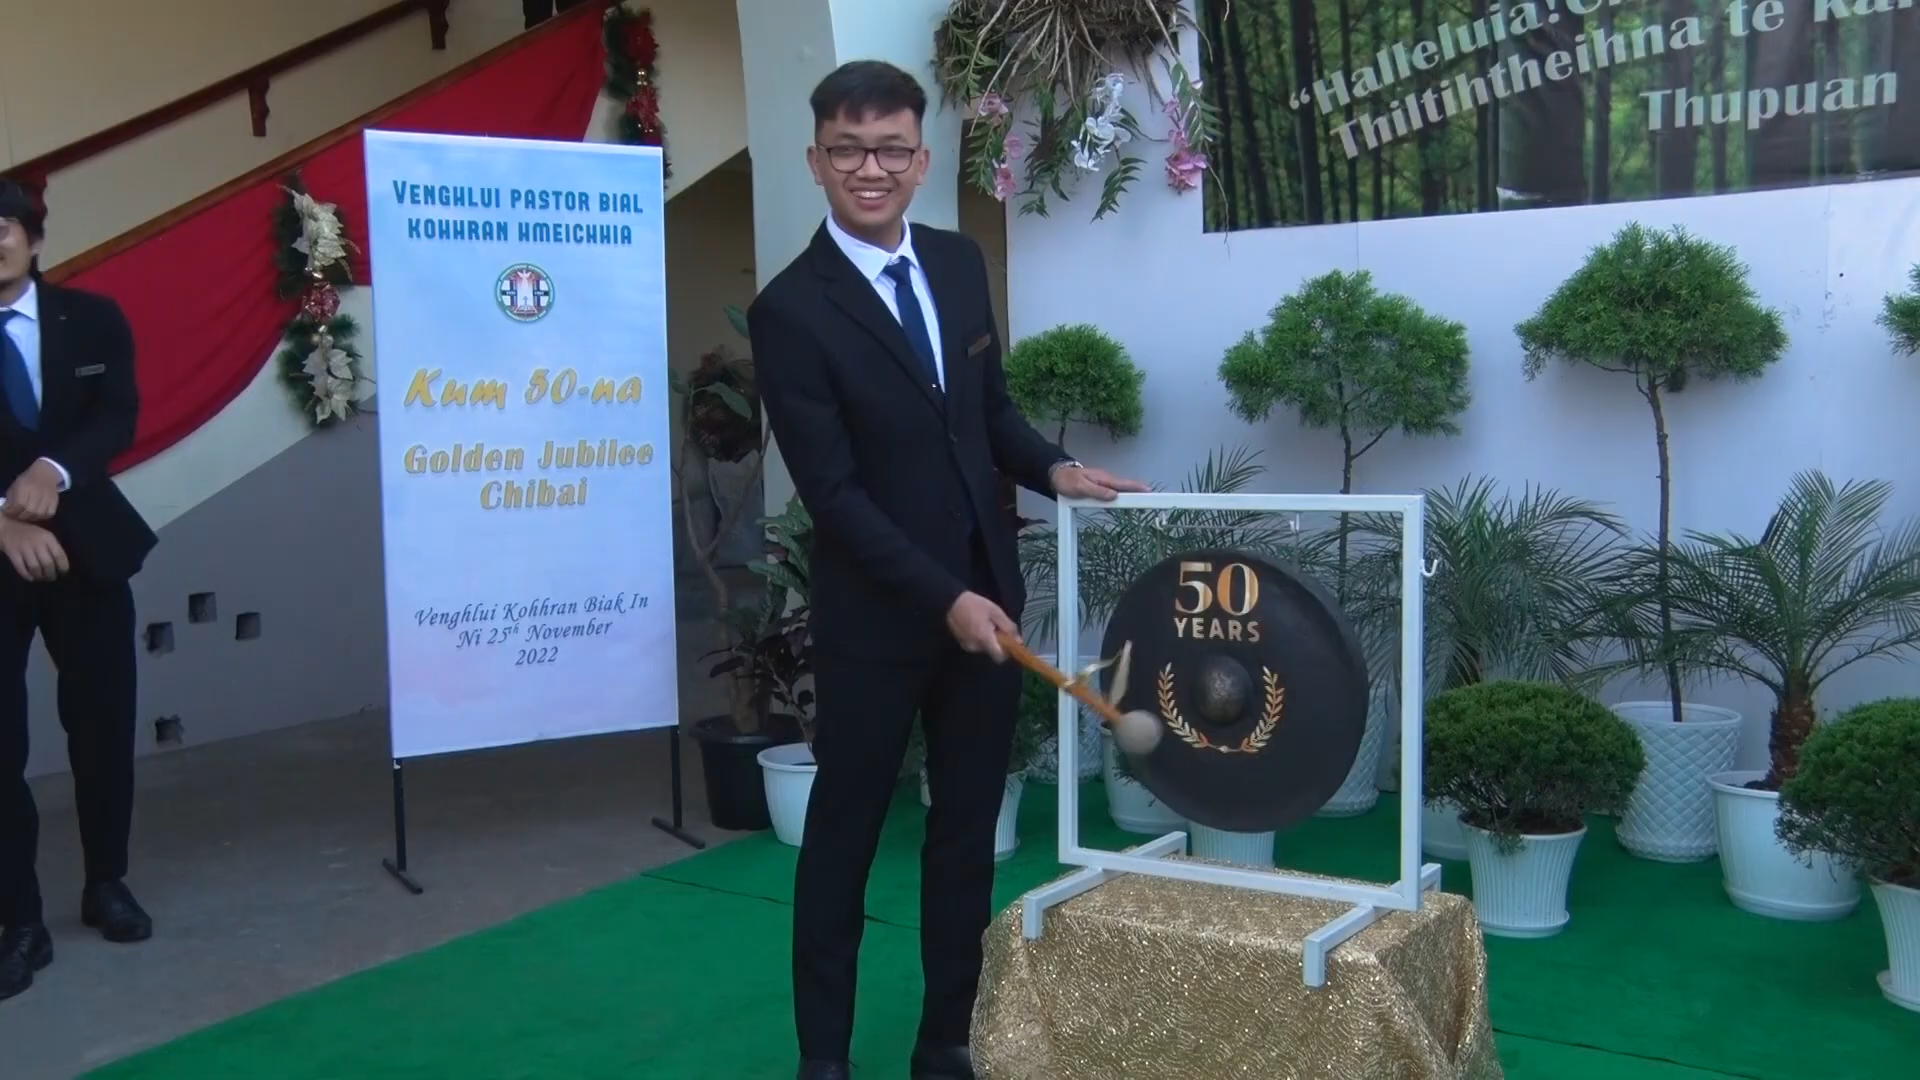 VENGHLUI PASTOR BIAL
KOHHRAN HMEICHHIA
Kum 50-na
Golden Jubilee
Chibai
Venghlui Kohhran Biak In
Ni 25th November
2022
"Halleluia!
Thiltihtheihna te
Thupuan
50
YEARS